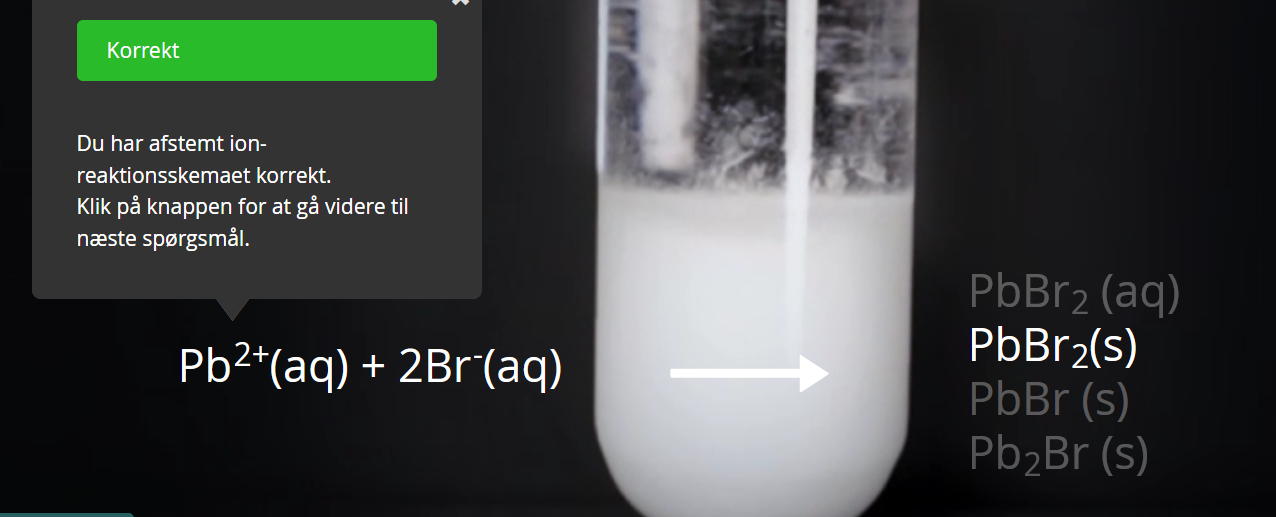 Korrekt
Du har afstemt ion-
reaktionsskemaet korrekt.
Klik på knappen for at gå videre til
næste spørgsmål.
Pb²⁺(aq) + 2Br⁻(aq)
PbBr₂ (aq)
PbBr₂(s)
PbBr (s)
Pb₂Br (s)